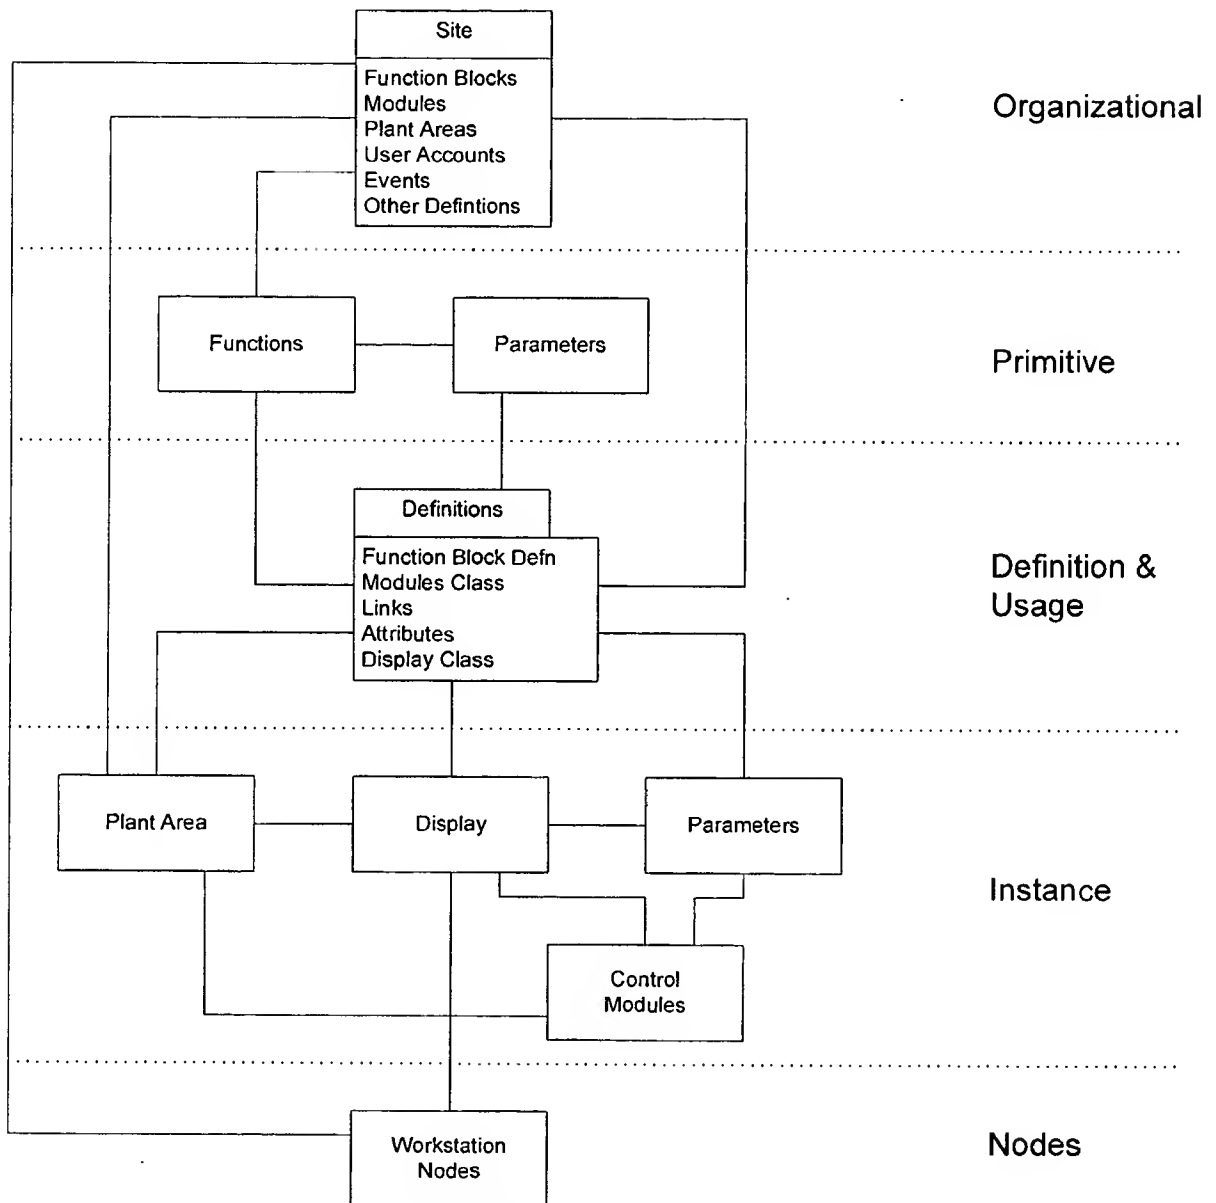 Site
Function Blocks
Modules
Plant Areas
User Accounts
Events
Other Defintions
Organizational
Functions
Parameters
Primitive
Definitions
Function Block Defn
Modules Class
Links
Attributes
Display Class
Definition &
Usage
Plant Area
Display
Parameters
Instance
Control
Modules
Workstation
Nodes
Nodes